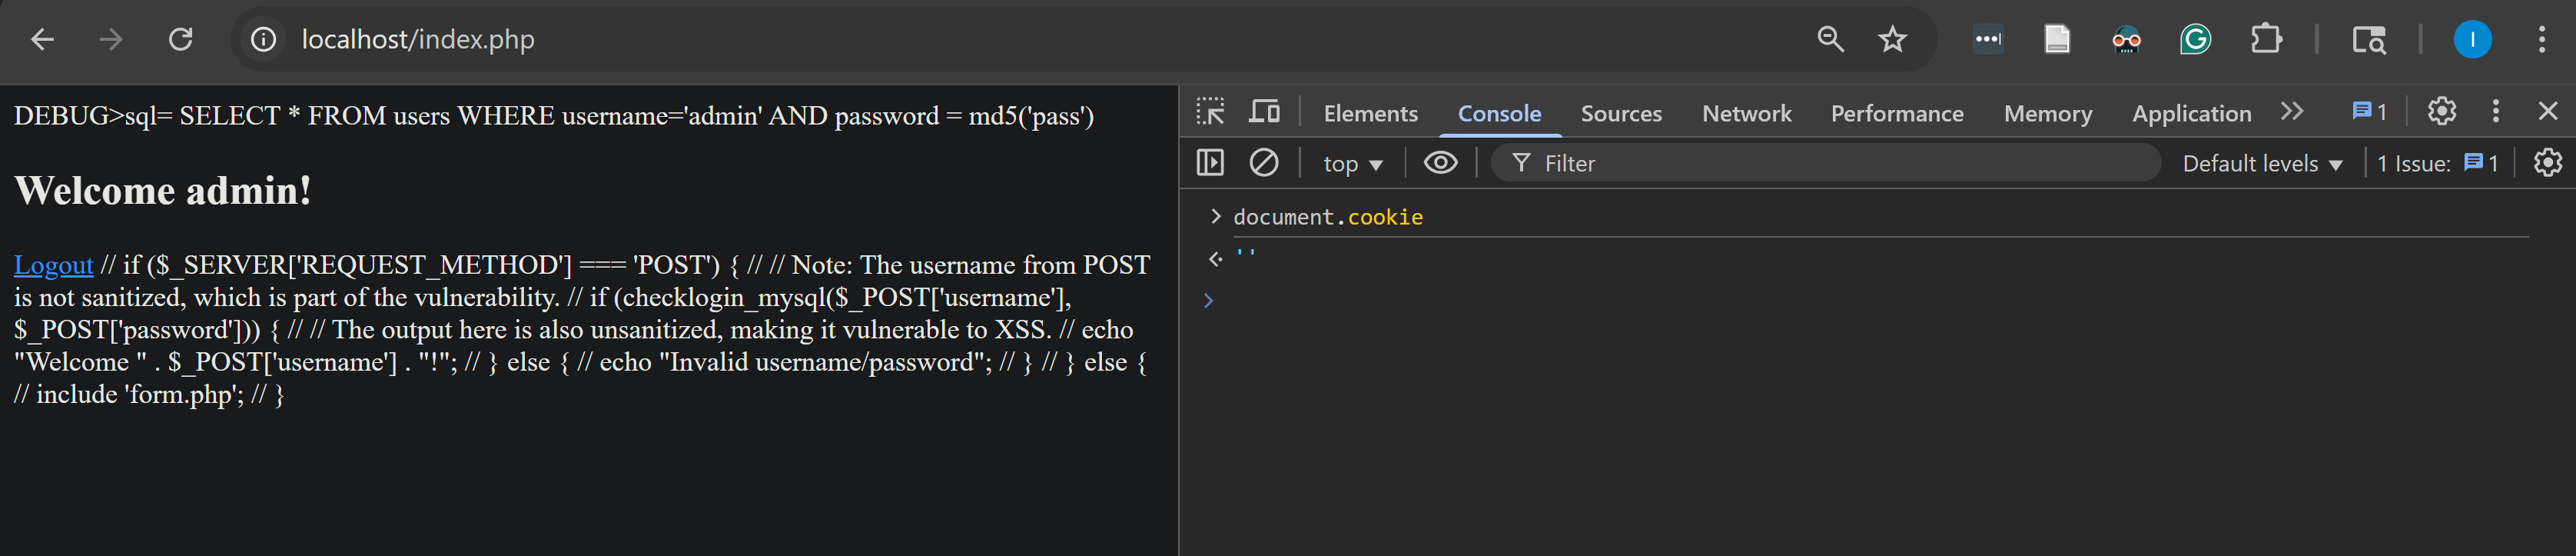 localhost/index.php
I
DEBUG>sql= SELECT * FROM users WHERE username='admin' AND password = md5('pass')
Welcome admin!
Logout // if ($_SERVER['REQUEST_METHOD'] === 'POST') { // // Note: The username from POST
is not sanitized, which is part of the vulnerability. // if (checklogin_mysql($_POST['username'],
$_POST['password'])) { // // The output here is also unsanitized, making it vulnerable to XSS. // echo
"Welcome " . $_POST['username'] . "!"; // } else { // echo "Invalid username/password"; // } // } else {
// include 'form.php'; // }
Elements Console Sources Network Performance Memory Application 1
top Filter Default levels 1 Issue: 1
document.cookie
''